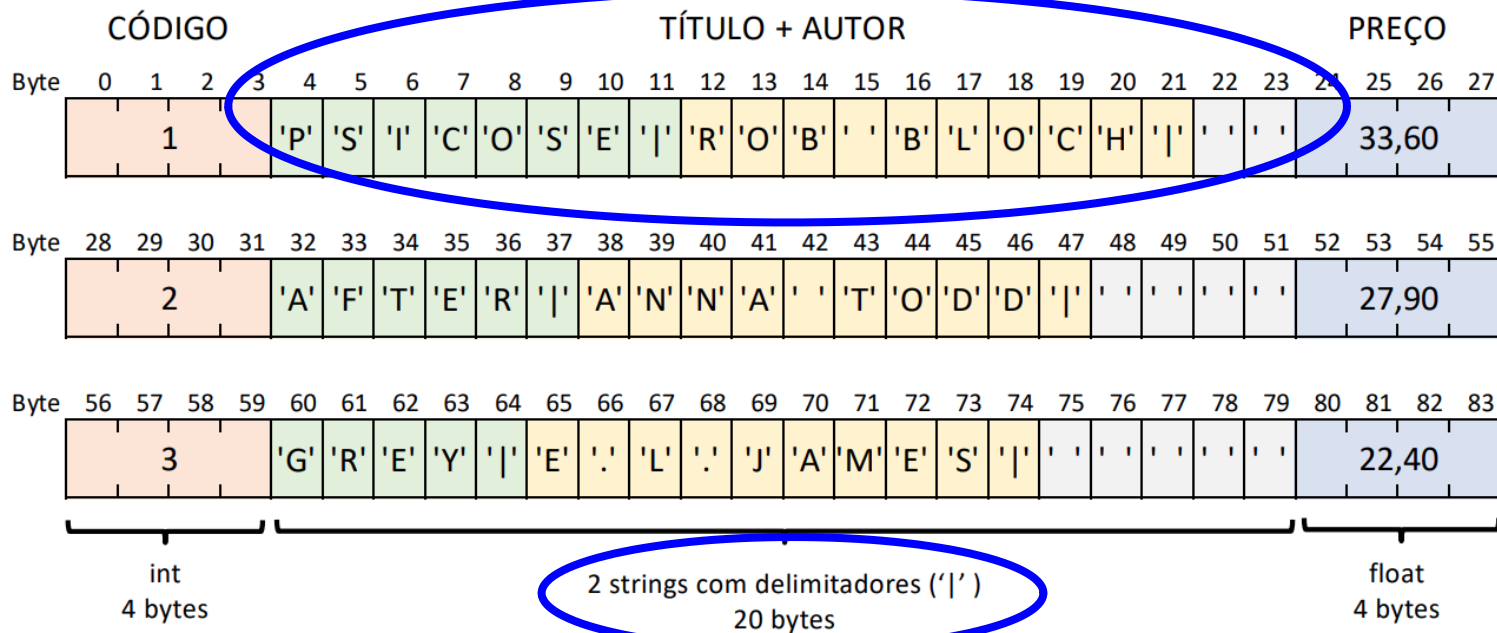 CÓDIGO TÍTULO + AUTOR PREÇO
Byte 0 1 2 3 4 5 6 7 8 9 10 11 12 13 14 15 16 17 18 19 20 21 22 23 24 25 26 27
1 'P' 'S' 'I' 'C' 'O' 'S' 'E' '|' 'R' 'O' 'B' ' ' 'B' 'L' 'O' 'C' 'H' '|' ' ' ' ' 33,60
Byte 28 29 30 31 32 33 34 35 36 37 38 39 40 41 42 43 44 45 46 47 48 49 50 51 52 53 54 55
2 'A' 'F' 'T' 'E' 'R' '|' 'A' 'N' 'N' 'A' ' ' 'T' 'O' 'D' 'D' '|' ' ' ' ' ' ' ' ' 27,90
Byte 56 57 58 59 60 61 62 63 64 65 66 67 68 69 70 71 72 73 74 75 76 77 78 79 80 81 82 83
3 'G' 'R' 'E' 'Y' '|' 'E' '.' 'L' '.' 'J' 'A' 'M' 'E' 'S' '|' ' ' ' ' ' ' ' ' ' ' 22,40
int 2 strings com delimitadores (‘|’ ) float
4 bytes 20 bytes 4 bytes